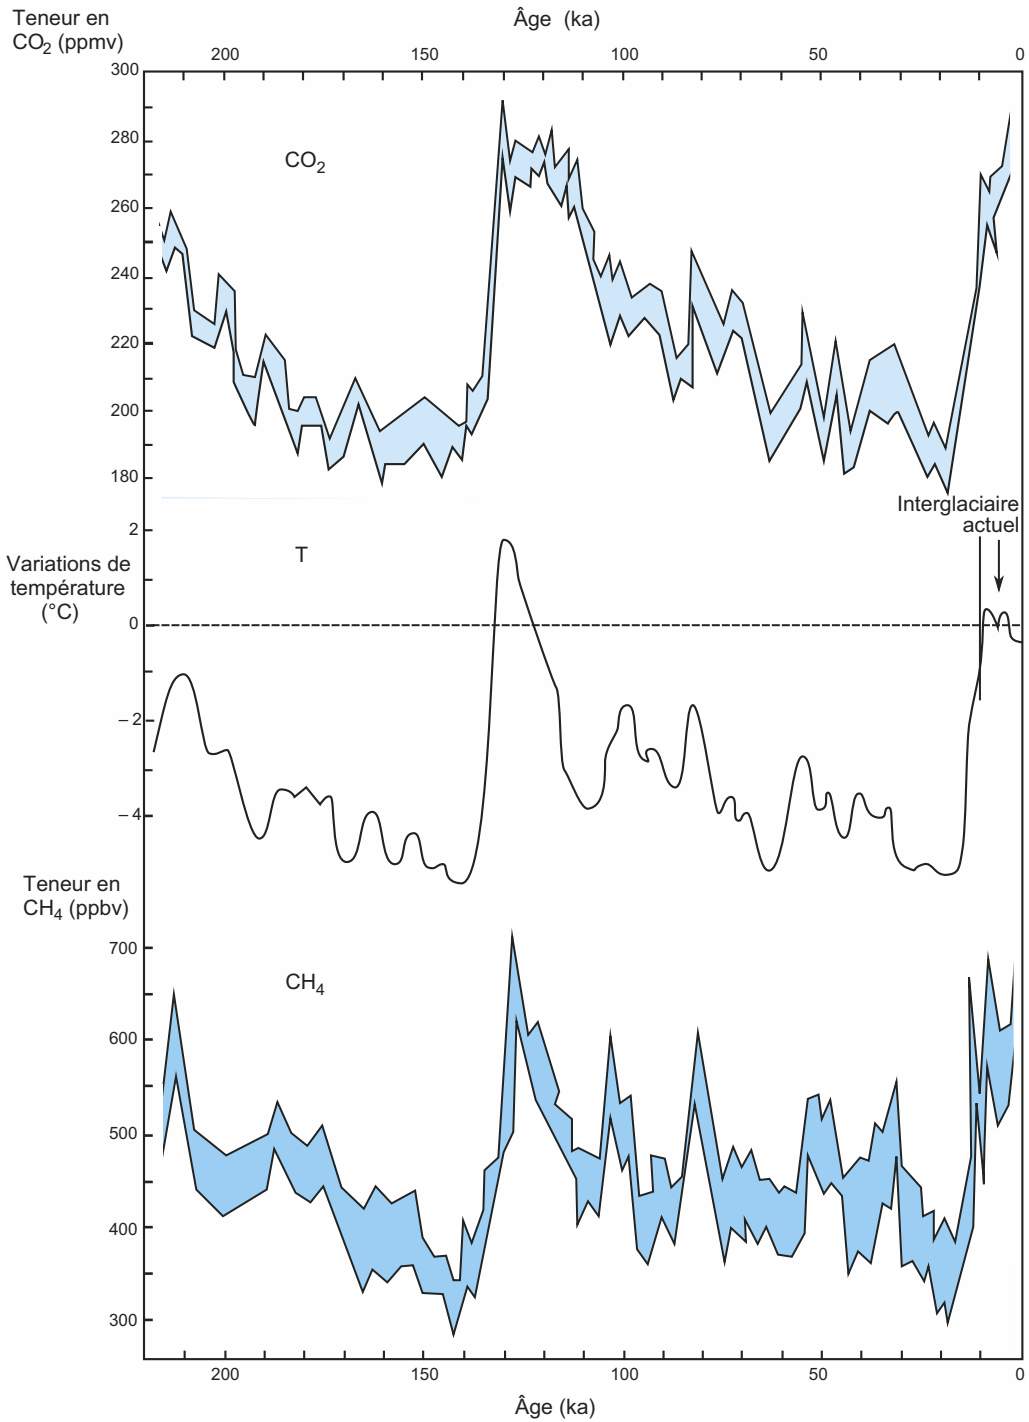 Teneur en
CO2 (ppmv)
Âge (ka)
200
150
100
50
0
300
280
260
240
220
200
180
CO2
Interglaciaire
actuel
Variations de
température
(°C)
2
0
– 2
– 4
T
Teneur en
CH4 (ppbv)
700
600
500
400
300
CH4
200
150
100
50
0
Âge (ka)